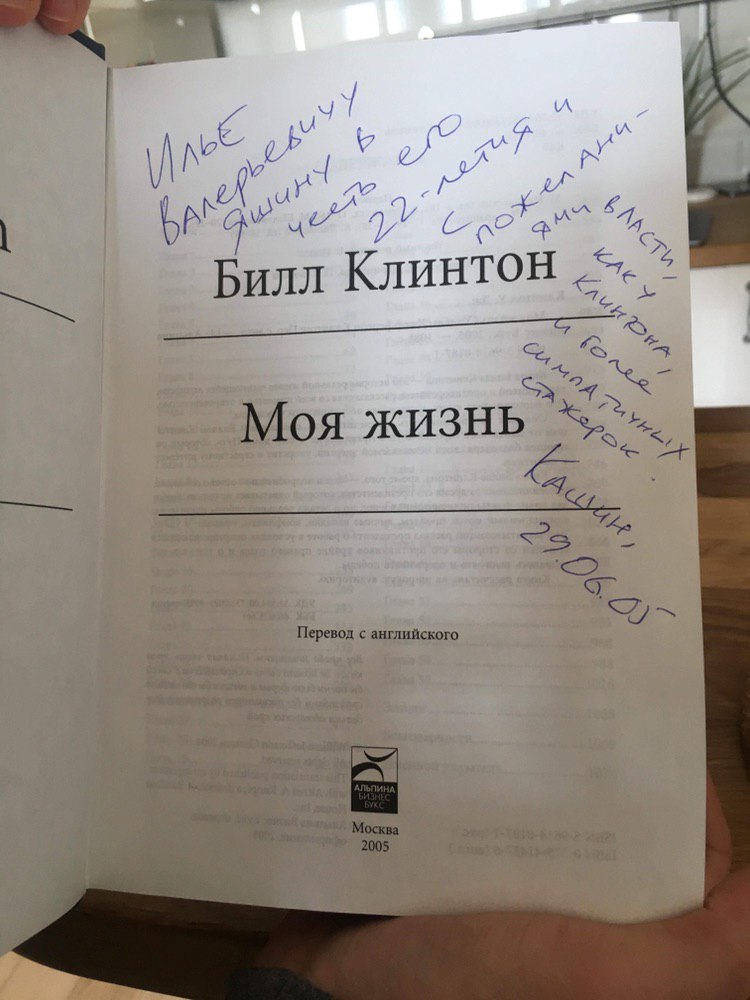 ИЛЬЕ
ВАЛЕРЬЕВИЧУ
ЯШИНУ В
ЧЕСТЬ ЕГО
22-ЛЕТИЯ И
С ПОЖЕЛАНИ-
ЯМИ ВЛАСТИ,
КАК У
КЛИНТОНА,
И БОЛЕЕ
СИМПАТИЧНЫХ
СТАЖЕРОК.
КАШИН,
29.06.05
Билл Клинтон
Моя жизнь
Перевод с английского
АЛЬПИНА
БИЗНЕС
БУКС
Москва
2005